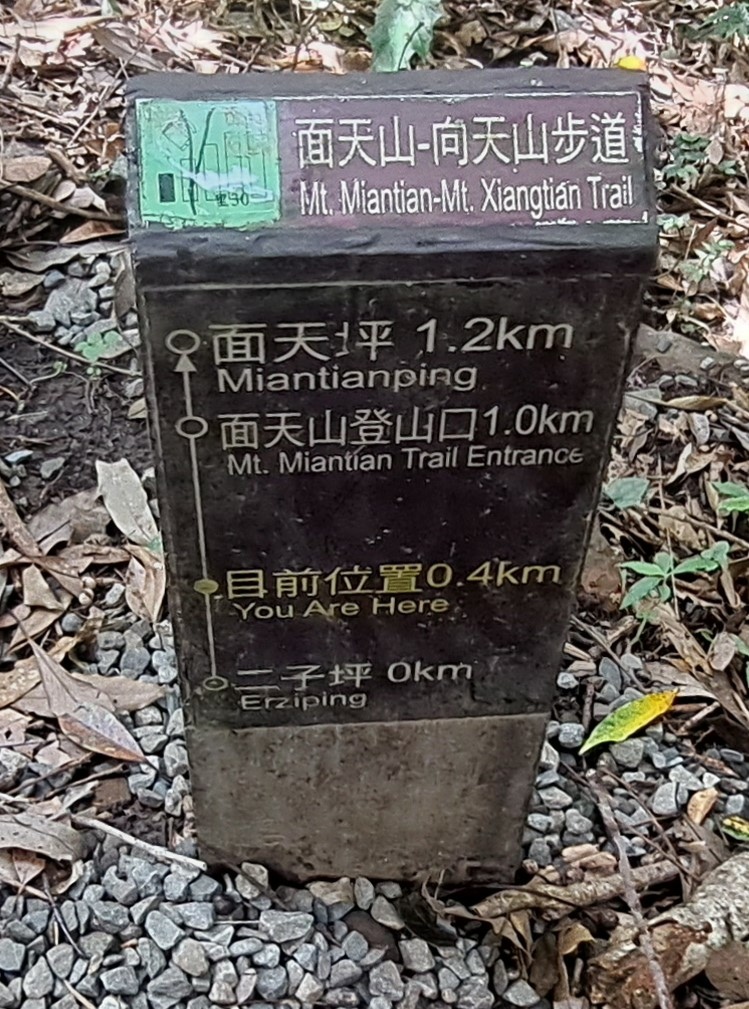 面天山-向天山步道
Mt. Miantian-Mt. Xiangtian Trail
面天坪 1.2km
Miantianping
面天山登山口1.0km
Mt. Miantian Trail Entrance
目前位置0.4km
You Are Here
二子坪 0km
Erziping